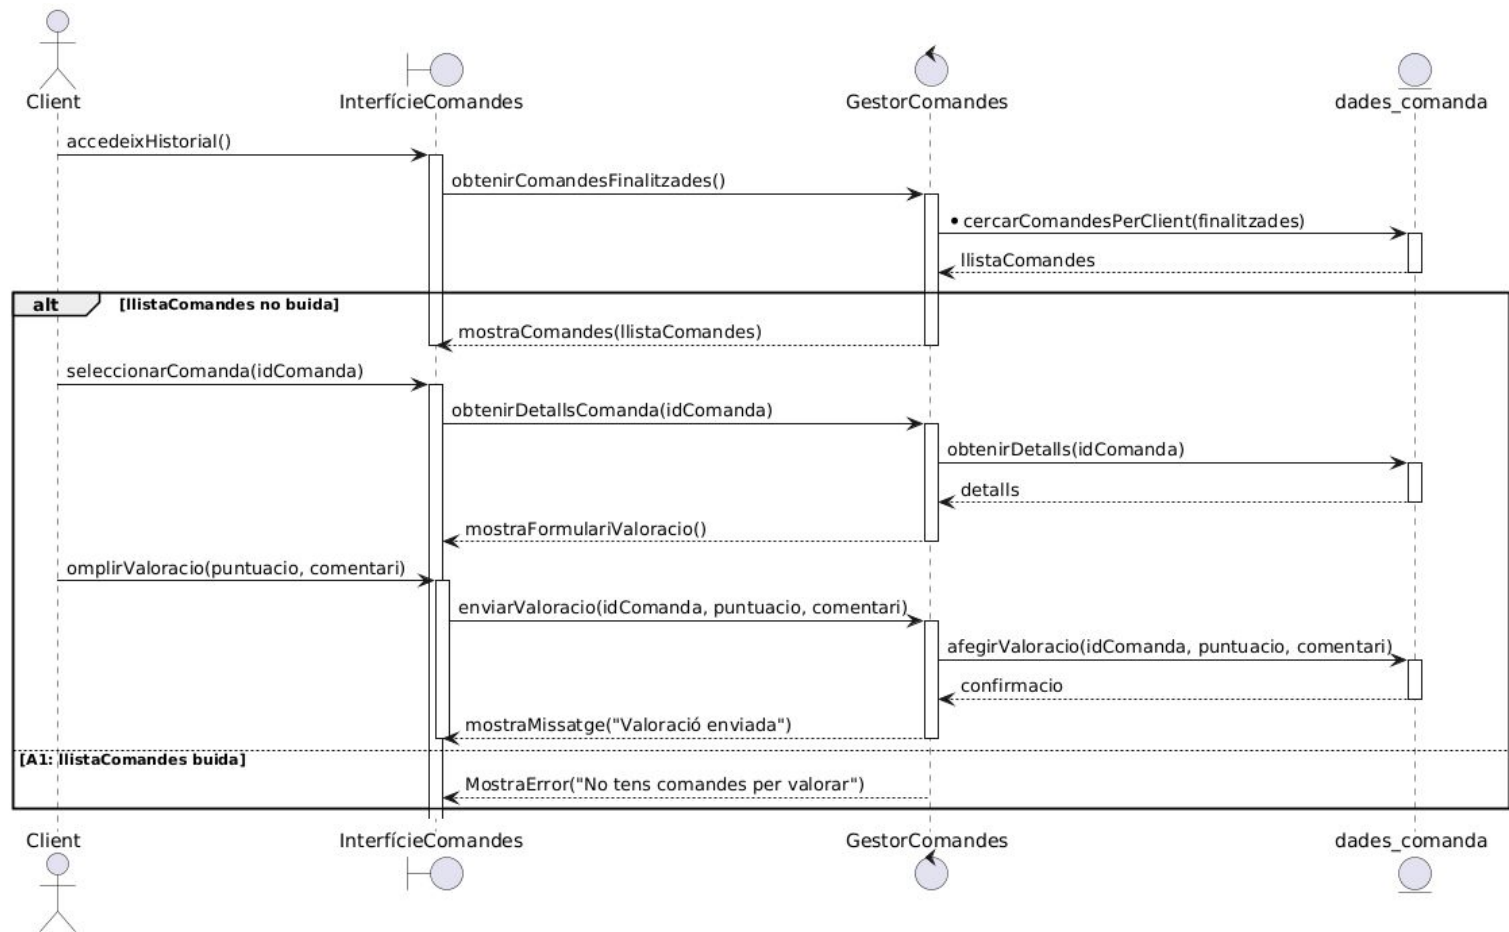 Client
InterfícieComandes
GestorComandes
dades_comanda
accedeixHistorial()
obtenirComandesFinalitzades()
• cercarComandesPerClient(finalitzades)
llistaComandes
alt [llistaComandes no buida]
mostraComandes(llistaComandes)
seleccionarComanda(idComanda)
obtenirDetallsComanda(idComanda)
obtenirDetalls(idComanda)
detalls
mostraFormulariValoracio()
omplirValoracio(puntuacio, comentari)
enviarValoracio(idComanda, puntuacio, comentari)
afegirValoracio(idComanda, puntuacio, comentari)
confirmacio
mostraMissatge("Valoració enviada")
[A1: llistaComandes buida]
MostraError("No tens comandes per valorar")
Client
InterfícieComandes
GestorComandes
dades_comanda